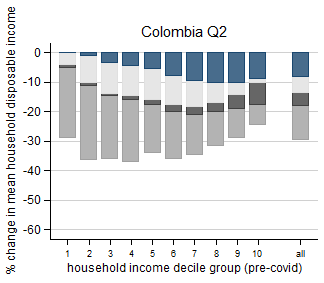 Colombia Q2
% change in mean household disposable income
0
-10
-20
-30
-40
-50
-60
1 2 3 4 5 6 7 8 9 10 all
household income decile group (pre-covid)